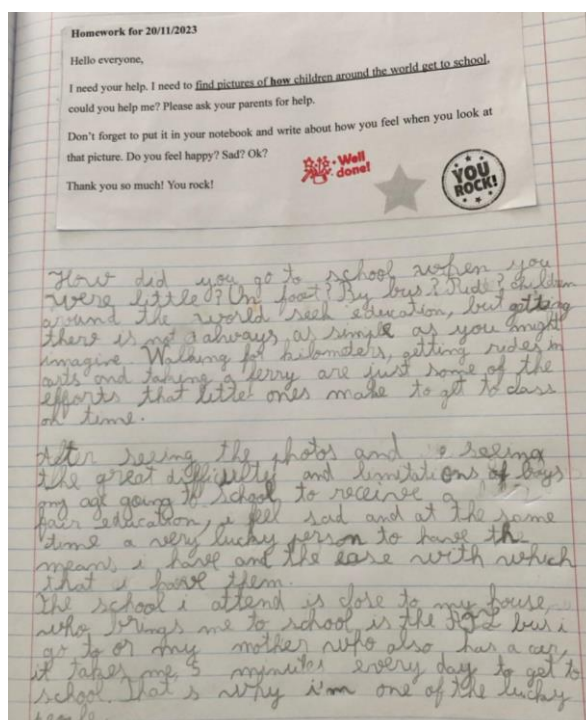 Homework for 20/11/2023
Hello everyone,
I need your help. I need to find pictures of how children around the world get to school,
could you help me? Please ask your parents for help.
Don't forget to put it in your notebook and write about how you feel when you look at
that picture. Do you feel happy? Sad? Ok?
Well done!
YOU ROCK!
Thank you so much! You rock!
How did you go to school when you
were little? On foot? By bus? Ride? children
around the world seek education, but getting
there is not always as simple as you might
imagine. Walking for kilometers, getting rides in
arts and taking a ferry are just some of the
efforts that little ones make to get to class
on time.
After seeing the photos and seeing
the great difficulties and limitations of boys
my age going to school to receive a
fair education, i feel sad and at the same
time a very lucky person to have th
means i have and the ease with which
that i have them.
the school i attend is close to my house,
who brings me to school is the bus i
go to or my mother who also has a car,
it takes me 5 minutes every day to get to
school. That s why i'm one of the lucky
people.